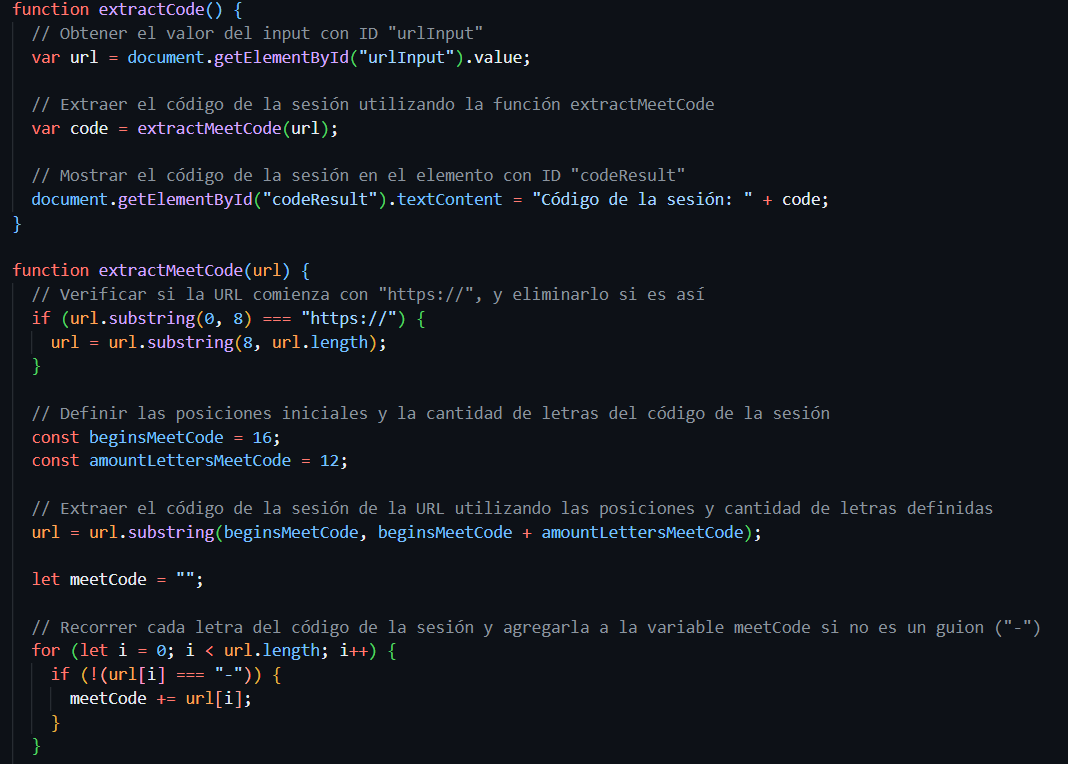 function extractCode() {
// Obtener el valor del input con ID "urlInput"
var url = document.getElementById("urlInput").value;
// Extraer el código de la sesión utilizando la función extractMeetCode
var code = extractMeetCode(url);
// Mostrar el código de la sesión en el elemento con ID "codeResult"
document.getElementById("codeResult").textContent = "Código de la sesión: " + code;
}
function extractMeetCode(url) {
// Verificar si la URL comienza con "https://", y eliminarlo si es así
if (url.substring(0, 8) === "https://") {
url = url.substring(8, url.length);
}
// Definir las posiciones iniciales y la cantidad de letras del código de la sesión
const beginsMeetCode = 16;
const amountLettersMeetCode = 12;
// Extraer el código de la sesión de la URL utilizando las posiciones y cantidad de letras definidas
url = url.substring(beginsMeetCode, beginsMeetCode + amountLettersMeetCode);
let meetCode = "";
// Recorrer cada letra del código de la sesión y agregarla a la variable meetCode si no es un guion ("-")
for (let i = 0; i < url.length; i++) {
if (!(url[i] === "-")) {
meetCode += url[i];
}
}